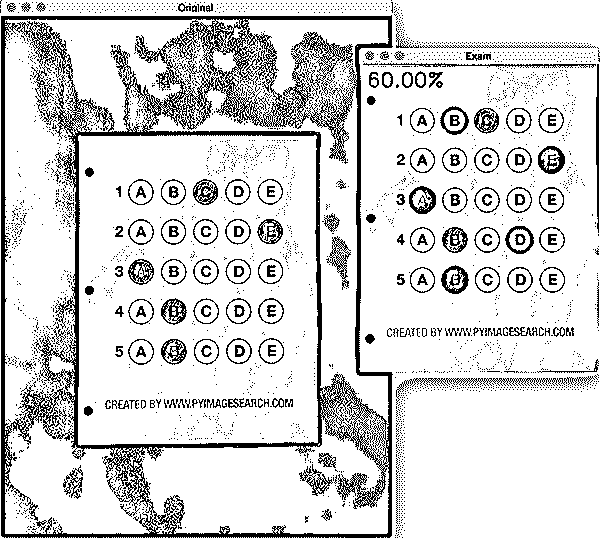 Original
1 A B C D E
2 A B C D E
3 A B C D E
4 A B C D E
5 A B C D E
CREATED BY WWW.PYIMAGESEARCH.COM
Exam
60.00%
1 A B C D E
2 A B C D E
3 A B C D E
4 A B C D E
5 A B C D E
CREATED BY WWW.PYIMAGESEARCH.COM